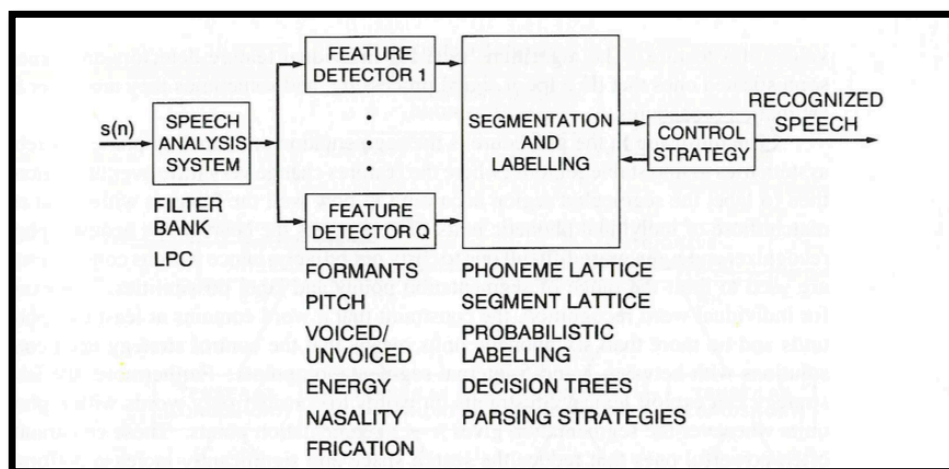 s(n)
SPEECH
ANALYSIS
SYSTEM
FILTER
BANK
LPC
FEATURE
DETECTOR 1
FEATURE
DETECTOR Q
FORMANTS
PITCH
VOICED/
UNVOICED
ENERGY
NASALITY
FRICATION
SEGMENTATION
AND
LABELLING
PHONEME LATTICE
SEGMENT LATTICE
PROBABILISTIC
LABELLING
DECISION TREES
PARSING STRATEGIES
CONTROL
STRATEGY
RECOGNIZED
SPEECH